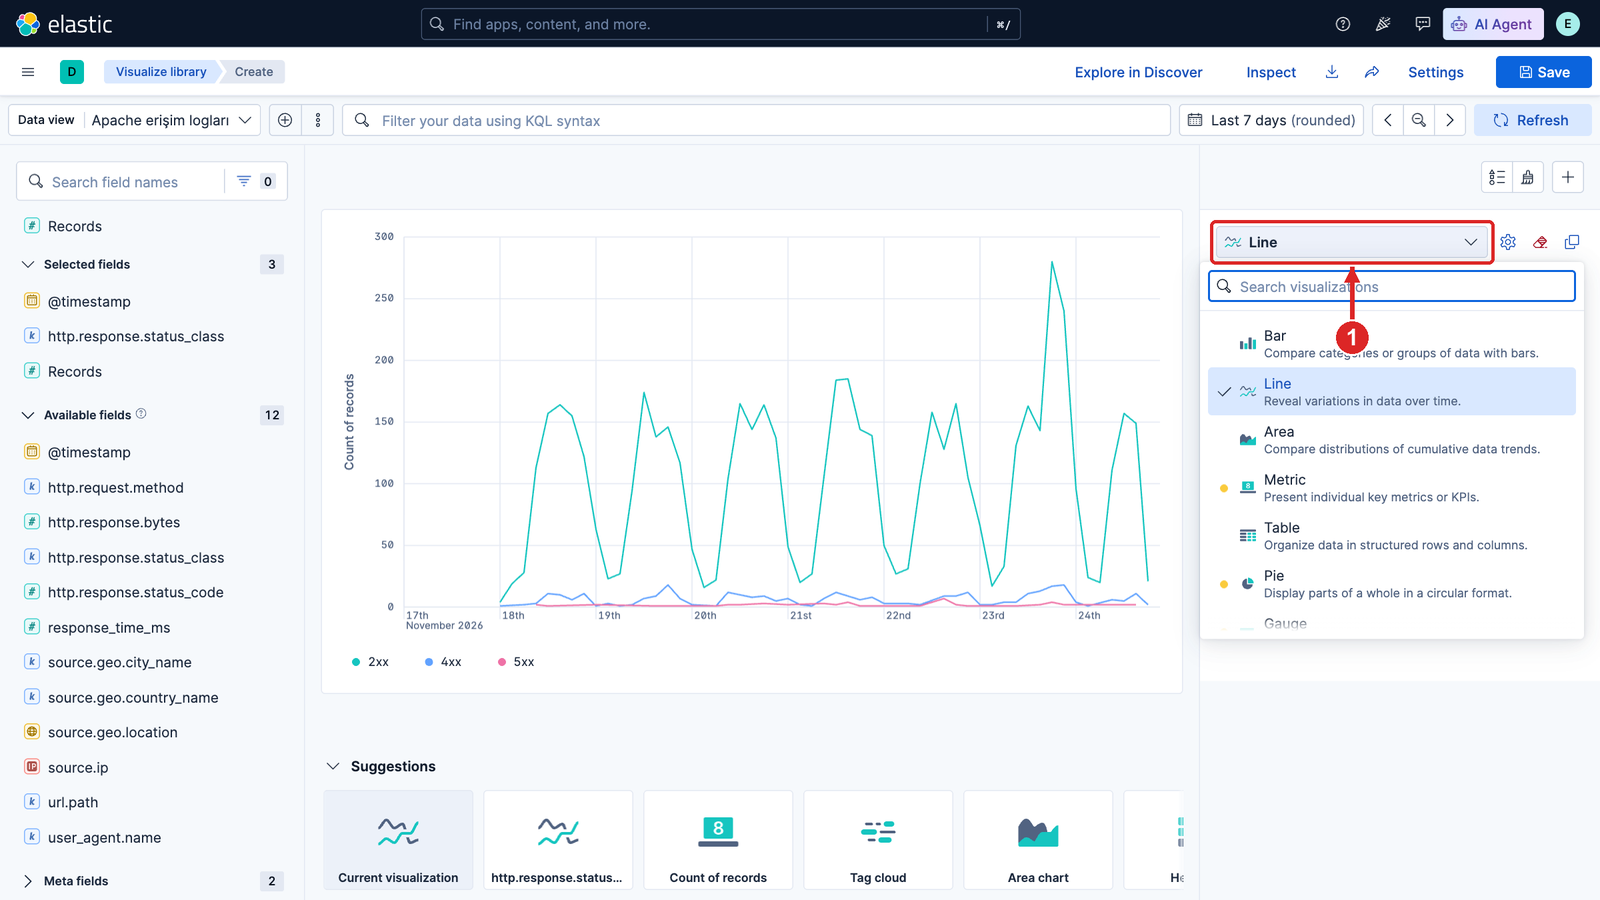 elastic
Find apps, content, and more.
⌘/
AI Agent
E
D
Visualize library
Create
Explore in Discover
Inspect
Settings
Save
Data view
Apache erişim logları
Filter your data using KQL syntax
Last 7 days (rounded)
Refresh
Search field names
0
Records
Selected fields
3
@timestamp
http.response.status_class
Records
Available fields
12
@timestamp
http.request.method
http.response.bytes
http.response.status_class
http.response.status_code
response_time_ms
source.geo.city_name
source.geo.country_name
source.geo.location
source.ip
url.path
user_agent.name
Meta fields
2
300
250
200
150
100
50
0
Count of records
17th
November 2026
18th
19th
20th
21st
22nd
23rd
24th
2xx
4xx
5xx
Suggestions
Current visualization
http.response.status...
8
Count of records
Tag cloud
Area chart
Line
Search visualizations
1
Bar
Compare categories or groups of data with bars.
Line
Reveal variations in data over time.
Area
Compare distributions of cumulative data trends.
Metric
Present individual key metrics or KPIs.
Table
Organize data in structured rows and columns.
Pie
Display parts of a whole in a circular format.
Gauge